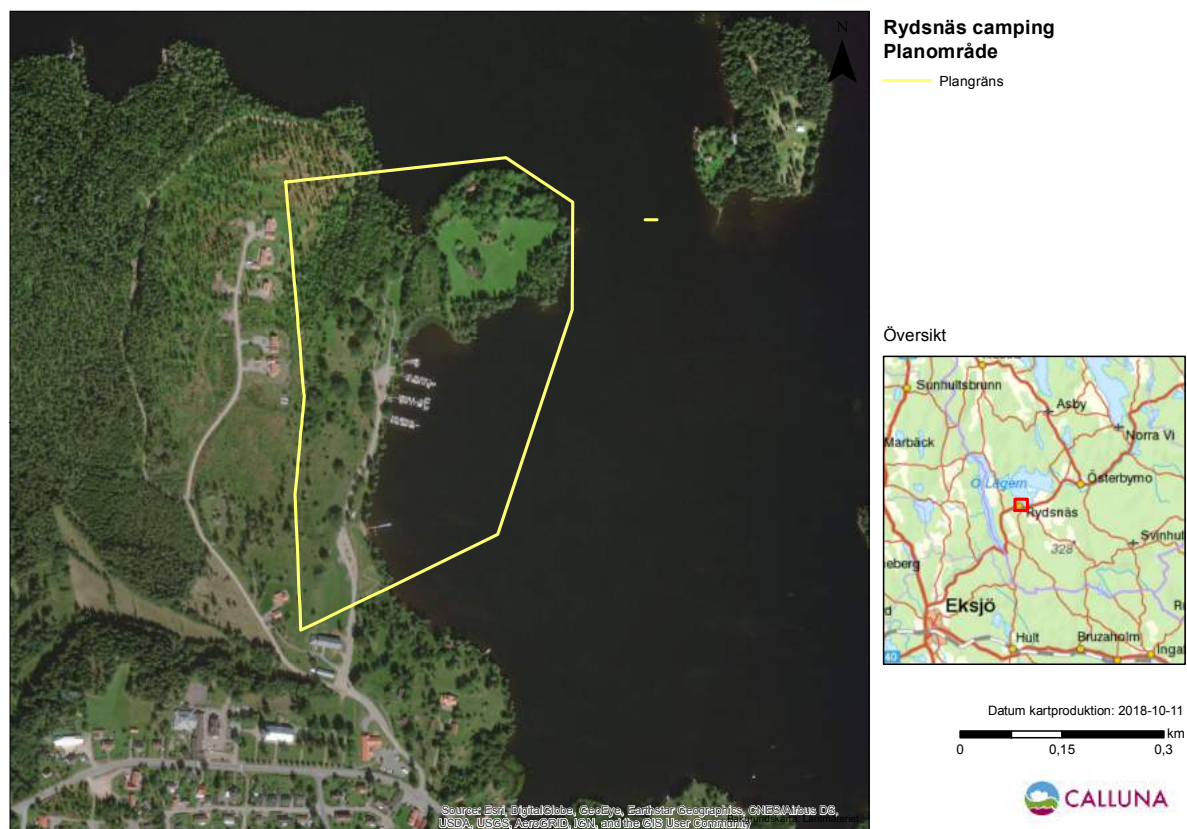 N
Rydsnäs camping
Planområde
Plangräns
Översikt
Sunhultsbrunn
Asby
Marbäck
Norra Vi
Ö Lägern
Österbymo
Rydsnäs
328
Svinhult
eberg
Eksjö
Hult
Bruzaholm
Inga
40
Datum kartproduktion: 2018-10-11
km
0 0,15 0,3
CALLUNA
Source: Esri, DigitalGlobe, GeoEye, Earthstar Geographics, CNES/Airbus DS,
USDA, USGS, AeroGRID, IGN, and the GIS User Community